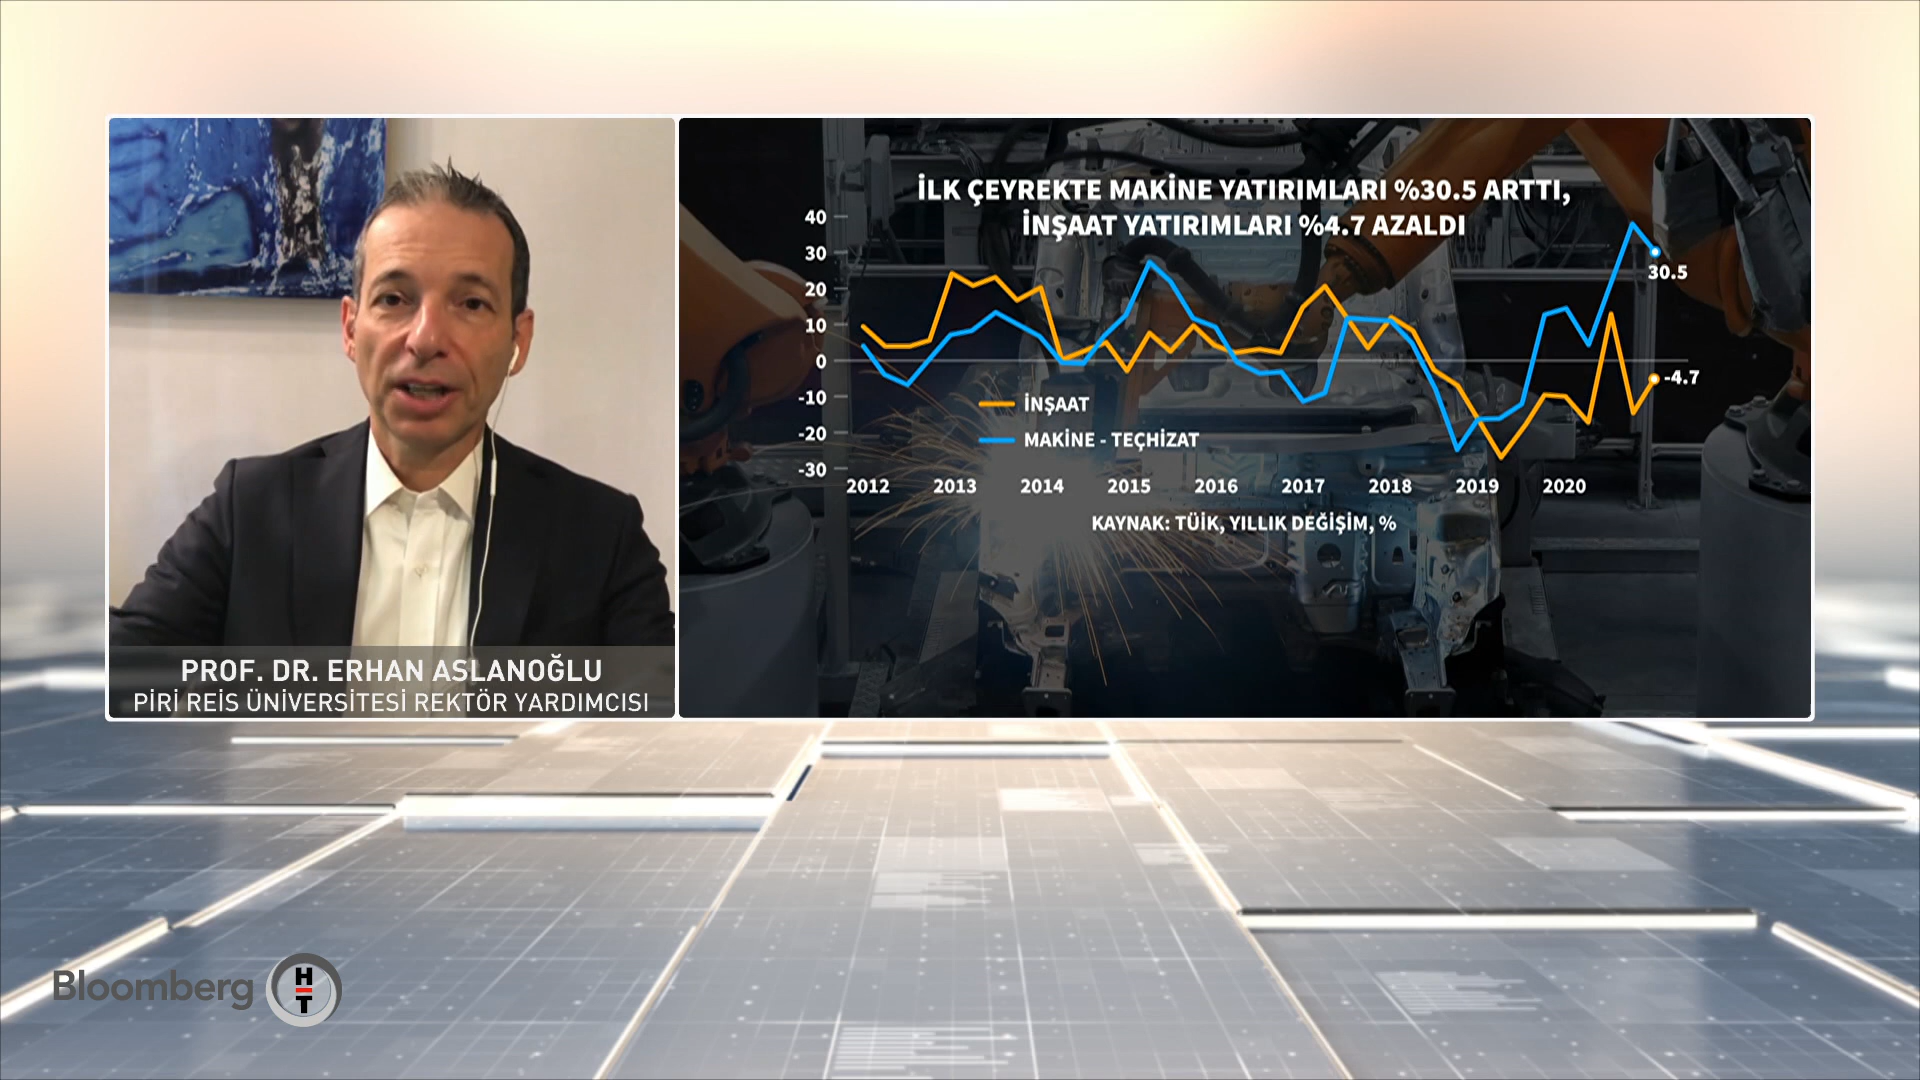 İLK ÇEYREKTE MAKİNE YATIRIMLARI %30.5 ARTTI,
İNŞAAT YATIRIMLARI %4.7 AZALDI
40
30
20
10
0
-10
-20
-30
30.5
-4.7
İNŞAAT
MAKİNE - TEÇHİZAT
2012 2013 2014 2015 2016 2017 2018 2019 2020
KAYNAK: TÜİK, YILLIK DEĞİŞİM, %
PROF. DR. ERHAN ASLANOĞLU
PİRİ REİS ÜNİVERSİTESİ REKTÖR YARDIMCISI
Bloomberg HT